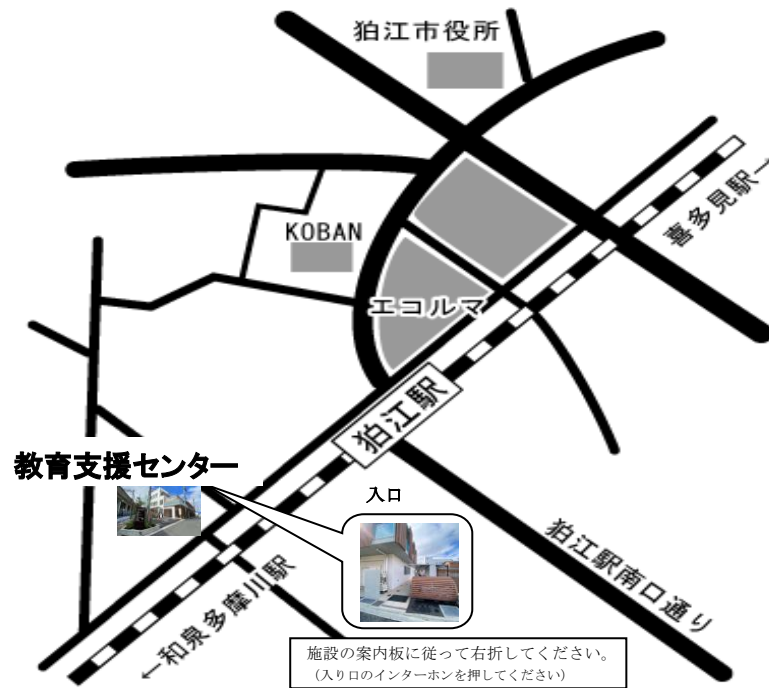 狛江市役所
喜多見駅→
KOBAN
エコルマ
狛江駅
教育支援センター
入口
狛江駅南口通り
←和泉多摩川駅
施設の案内板に従って右折してください。
（入り口のインターホンを押してください）